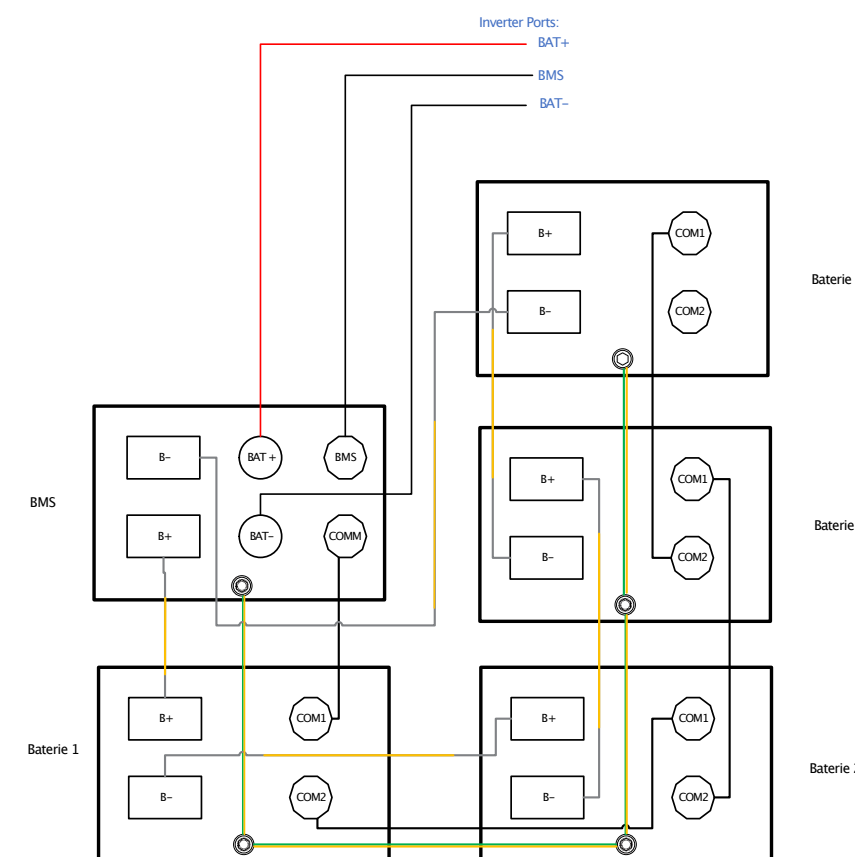 Inverter Ports:
BAT+
BMS
BAT-
B+
COM1
Baterie
B-
COM2
B-
BAT +
BMS
BMS
B+
BAT-
COMM
B+
COM1
Baterie
B-
COM2
B+
COM1
Baterie 1
B-
COM2
B+
COM1
Baterie
B-
COM2